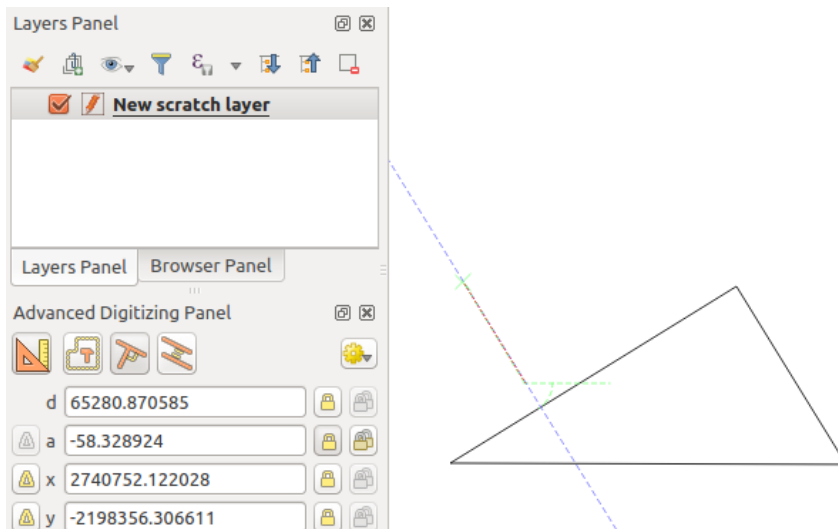 Layers Panel
New scratch layer
Layers Panel
Browser Panel
Advanced Digitizing Panel
d 65280.870585
a -58.328924
x 2740752.122028
y -2198356.306611